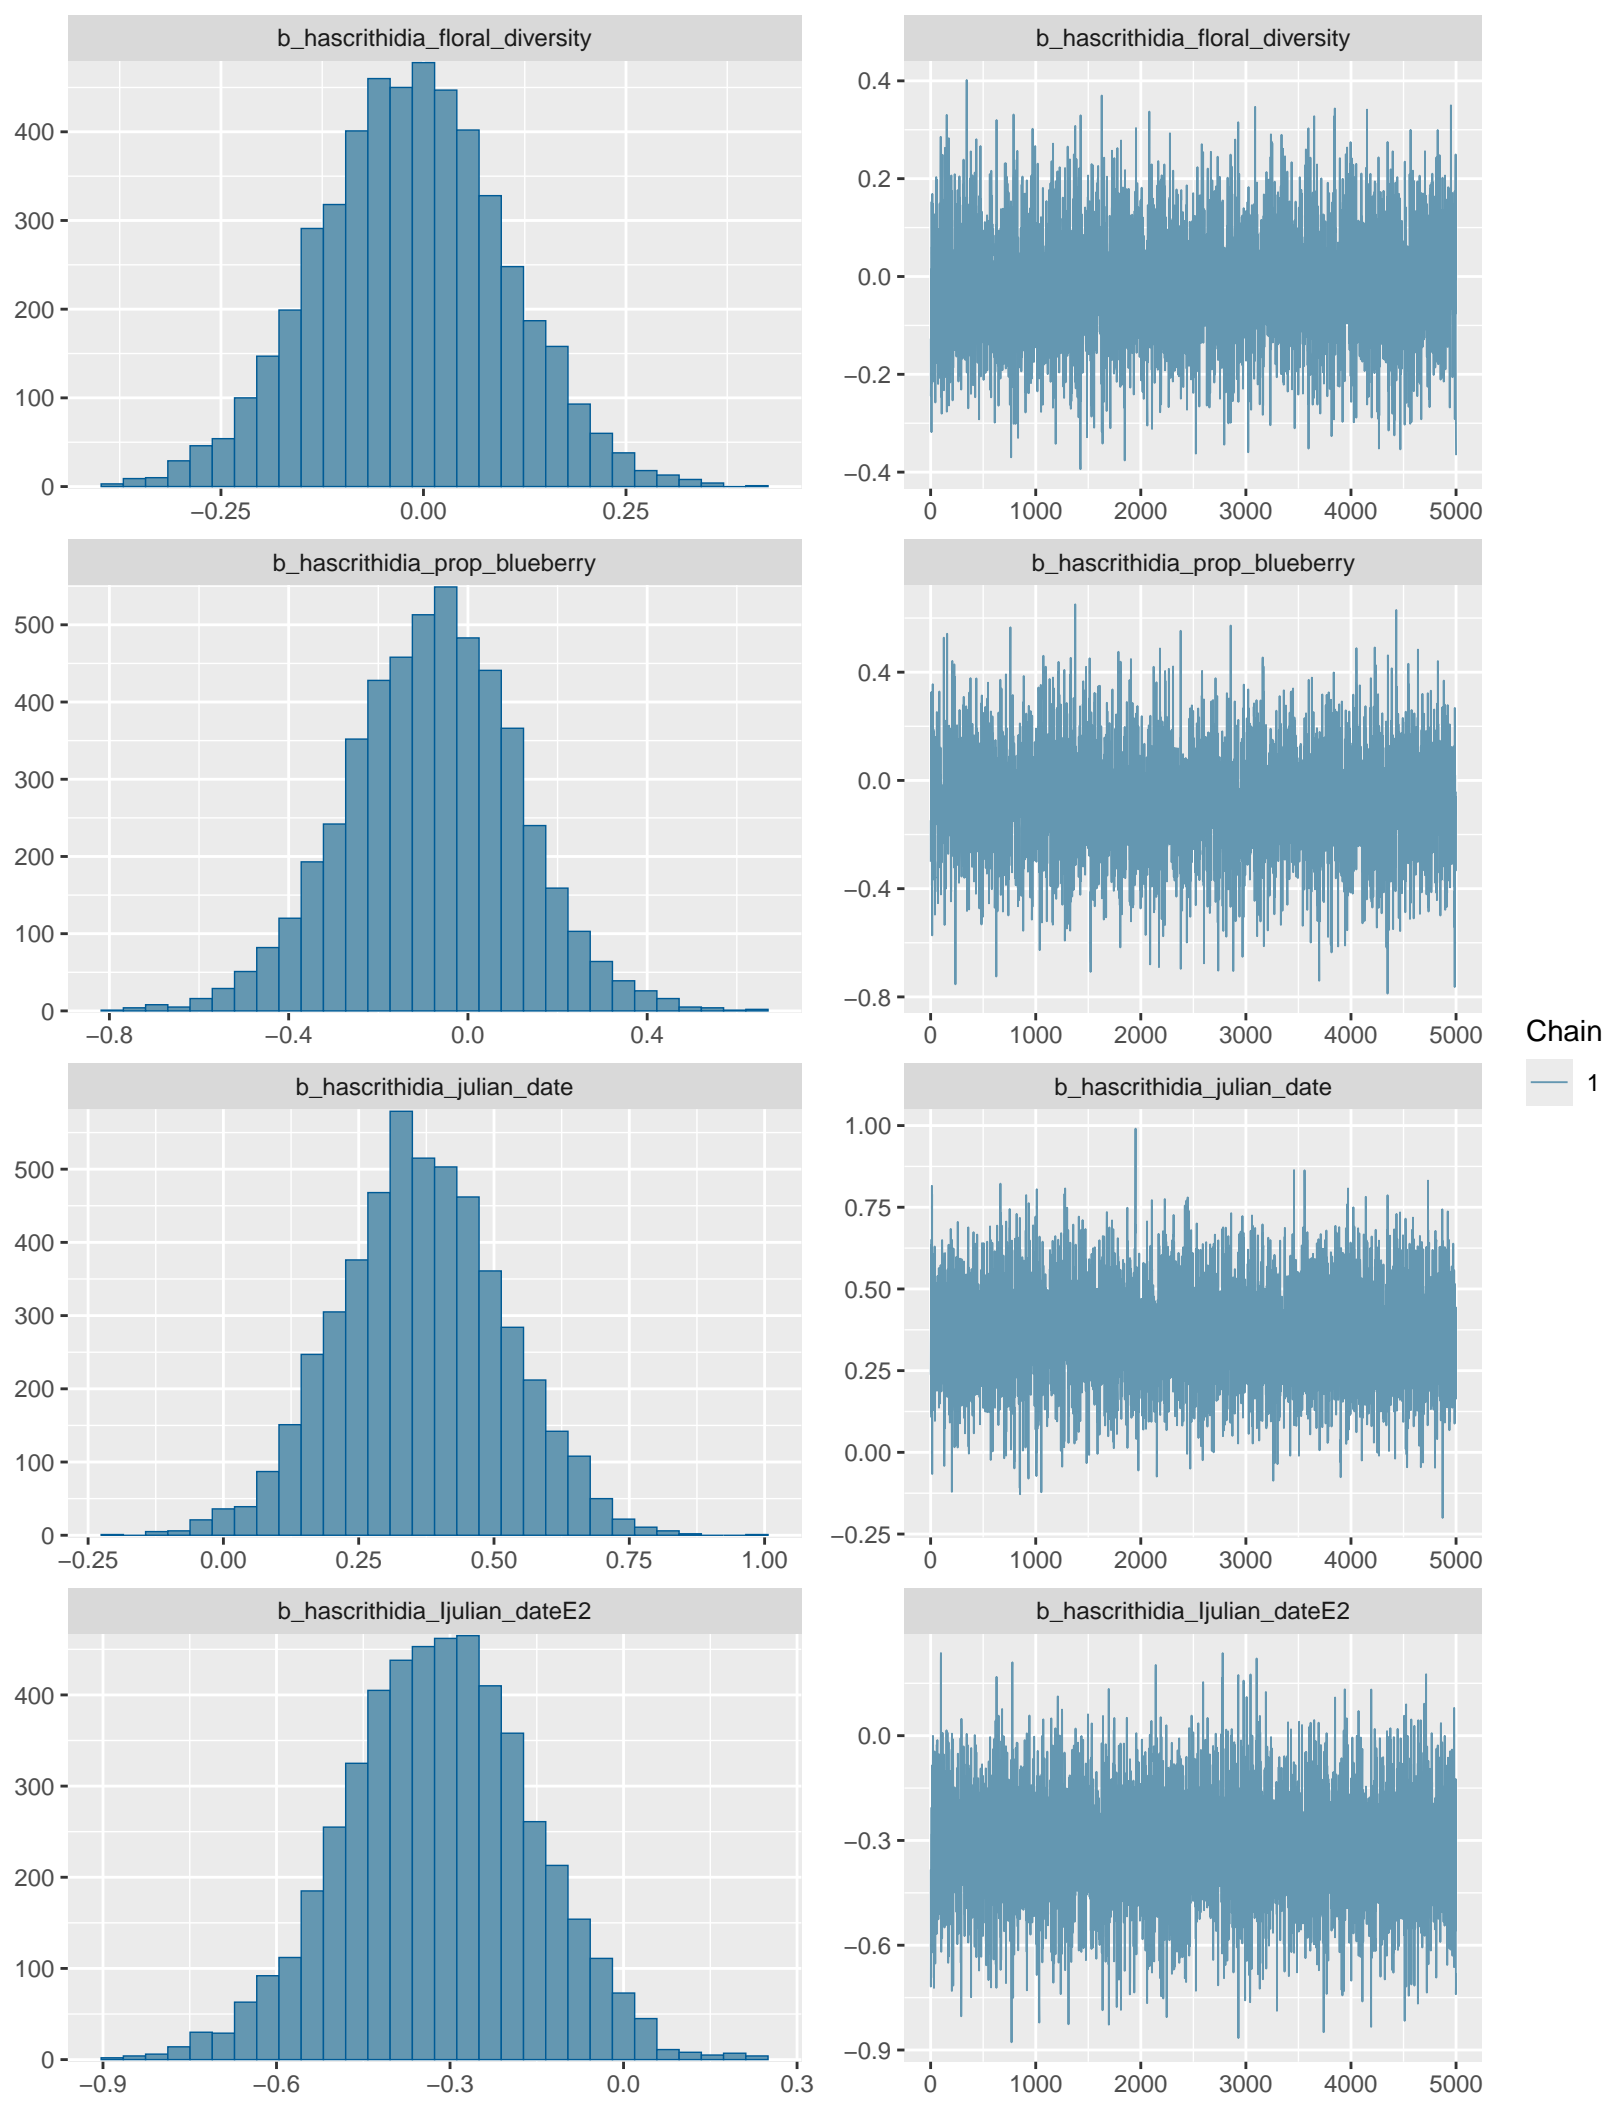 b_hascrithidia_floral_diversity
400
300
200
100
0
−0.25 0.00 0.25
b_hascrithidia_floral_diversity
0.4
0.2
0.0
−0.2
−0.4
0 1000 2000 3000 4000 5000
b_hascrithidia_prop_blueberry
500
400
300
200
100
0
−0.8 −0.4 0.0 0.4
b_hascrithidia_prop_blueberry
0.4
0.0
−0.4
−0.8
0 1000 2000 3000 4000 5000
b_hascrithidia_julian_date
500
400
300
200
100
0
−0.25 0.00 0.25 0.50 0.75 1.00
b_hascrithidia_julian_date
1.00
0.75
0.50
0.25
0.00
−0.25
0 1000 2000 3000 4000 5000
b_hascrithidia_Ijulian_dateE2
400
300
200
100
0
−0.9 −0.6 −0.3 0.0 0.3
b_hascrithidia_Ijulian_dateE2
0.0
−0.3
−0.6
−0.9
0 1000 2000 3000 4000 5000
Chain
1